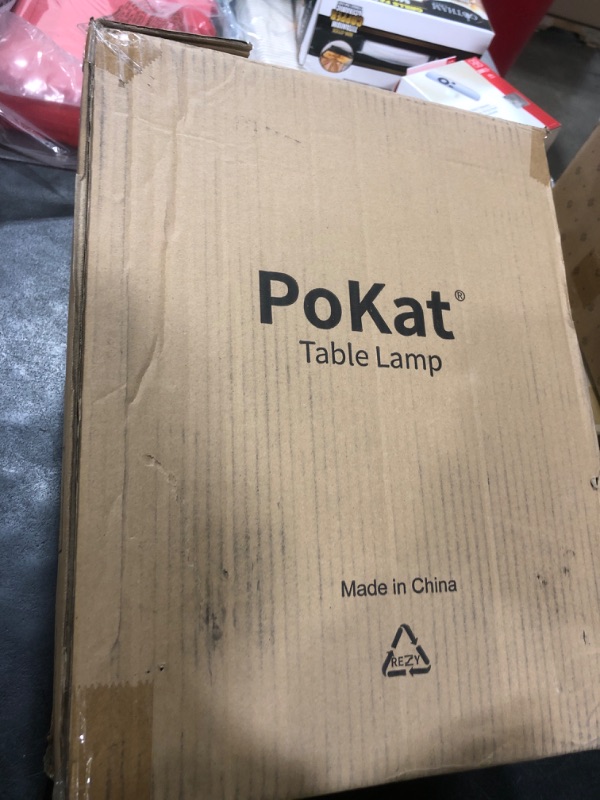 PoKat®
Table Lamp
Made in China
REZY